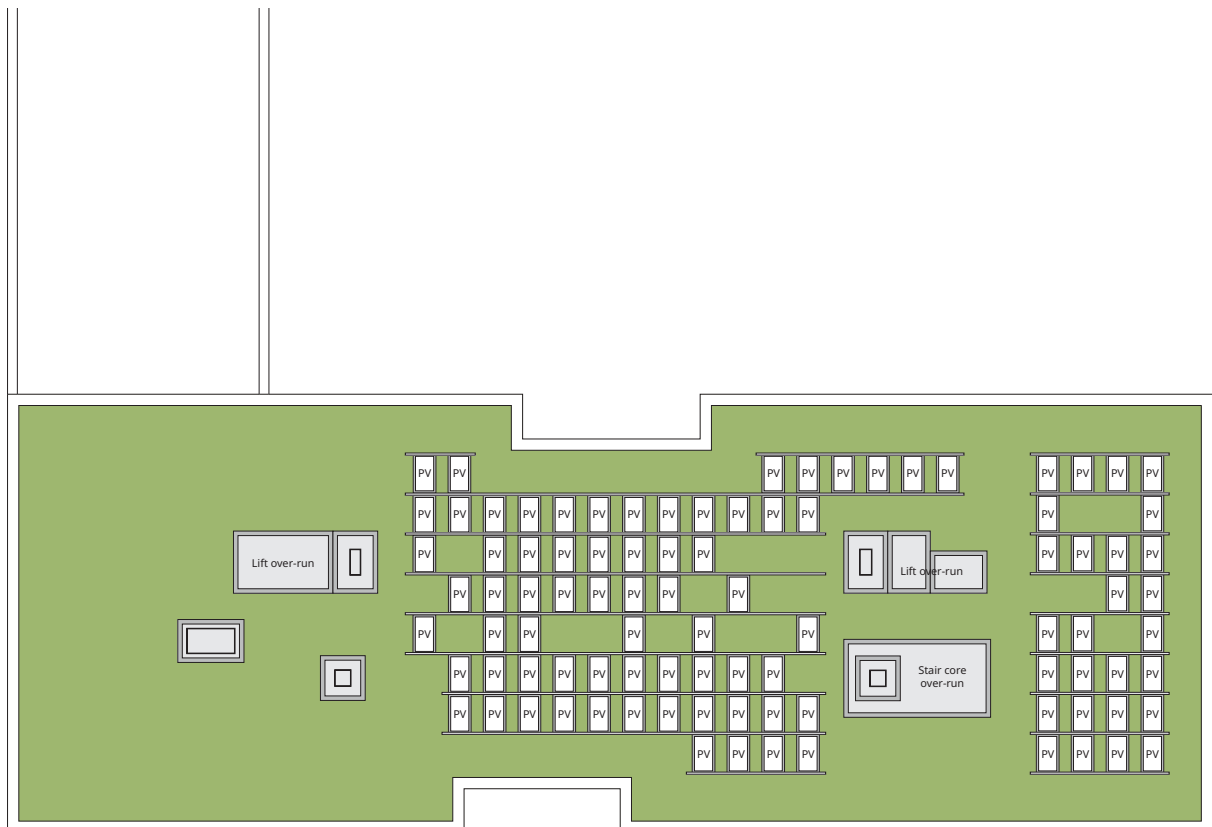 PV PV PV PV PV PV PV PV PV PV PV PV
PV PV PV PV PV PV PV PV PV PV PV PV PV PV
PV PV PV PV PV PV PV PV PV PV PV PV
Lift over-run
Lift over-run
PV PV PV PV PV PV PV PV PV PV
PV PV PV PV PV PV PV PV PV
Stair core
over-run
PV PV PV PV PV PV PV PV PV PV PV PV PV PV
PV PV PV PV PV PV PV PV PV PV PV PV PV PV PV
PV PV PV PV PV PV PV PV